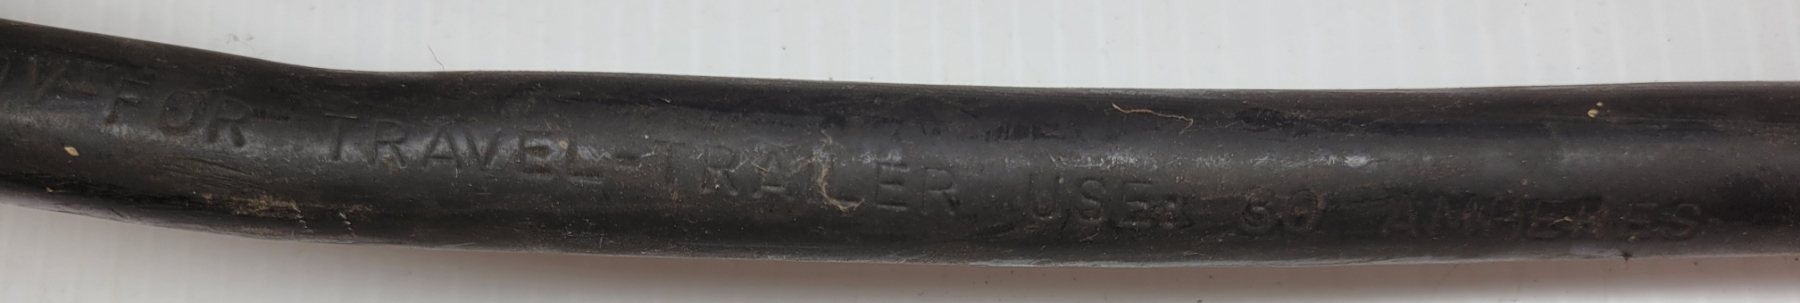 FOR TRAVEL-TRAILER USE 30 AMPERES